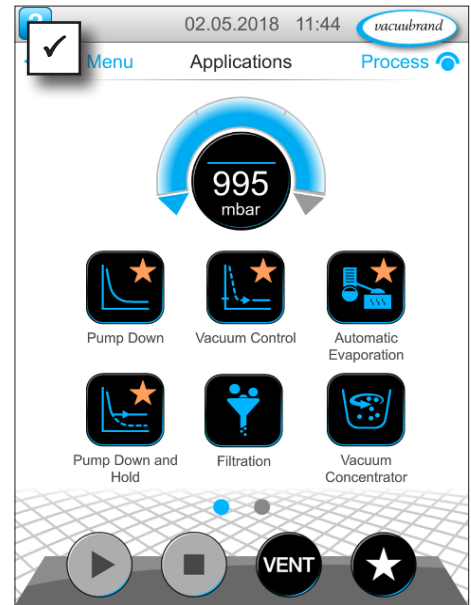 ?
02.05.2018 11:44 vacuubrand
Menu Applications Process
995
mbar
Pump Down
Vacuum Control
Automatic
Evaporation
Pump Down and
Hold
Filtration
Vacuum
Concentrator
VENT